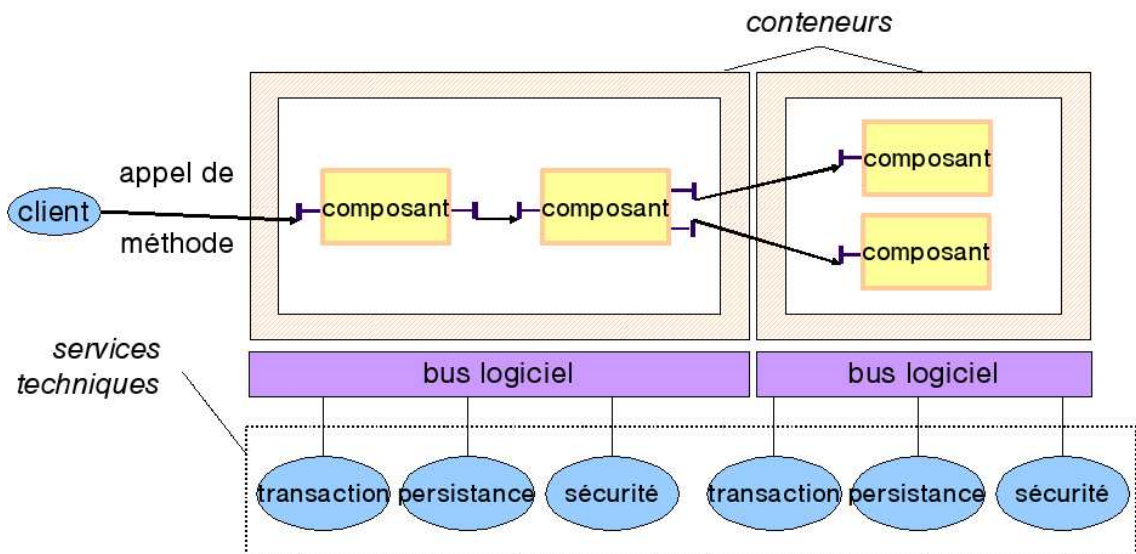 conteneurs
appel de
client
méthode
composant
composant
composant
composant
services
techniques
bus logiciel
bus logiciel
transaction
persistance
sécurité
transaction
persistance
sécurité